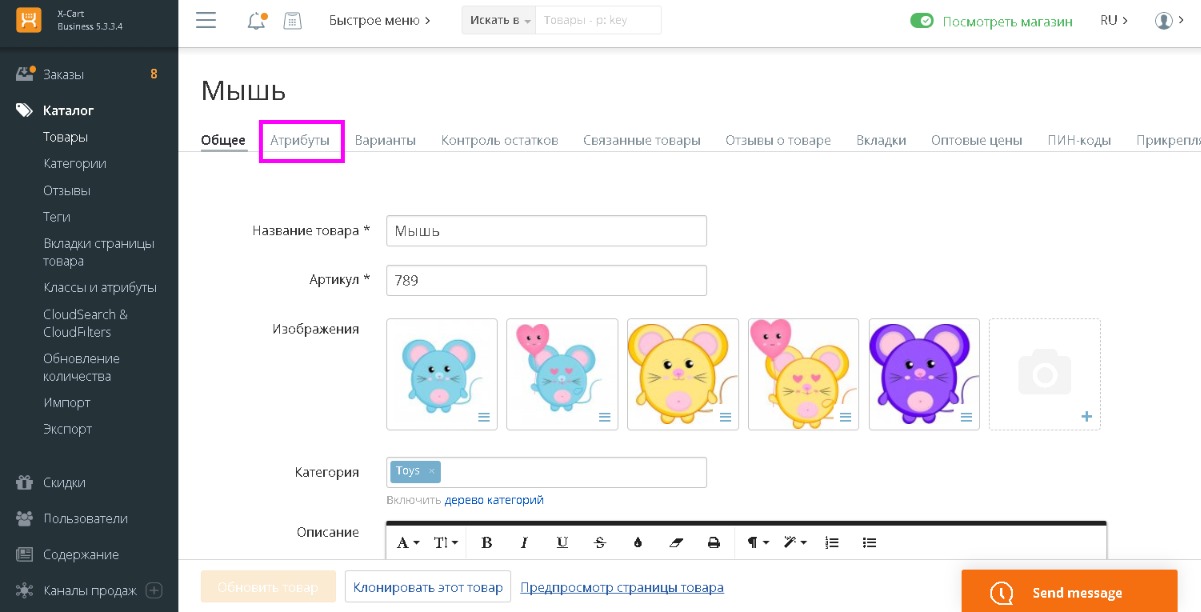 X-Cart
Business 5.3.3.4
Быстрое меню
Искать в
Товары - p: key
Посмотреть магазин
RU
Заказы 8
Каталог
Товары
Категории
Отзывы
Теги
Вкладки страницы
товара
Классы и атрибуты
CloudSearch &
CloudFilters
Обновление
количества
Импорт
Экспорт
Скидки
Пользователи
Содержание
Каналы продаж
Мышь
Общее Атрибуты Варианты Контроль остатков Связанные товары Отзывы о товаре Вкладки Оптовые цены ПИН-коды Прикрепл
Название товара * Мышь
Артикул * 789
Изображения
Категория Toys ×
Включить дерево категорий
Описание
A T B I U S
Обновить товар Клонировать этот товар Предпросмотр страницы товара
Send message